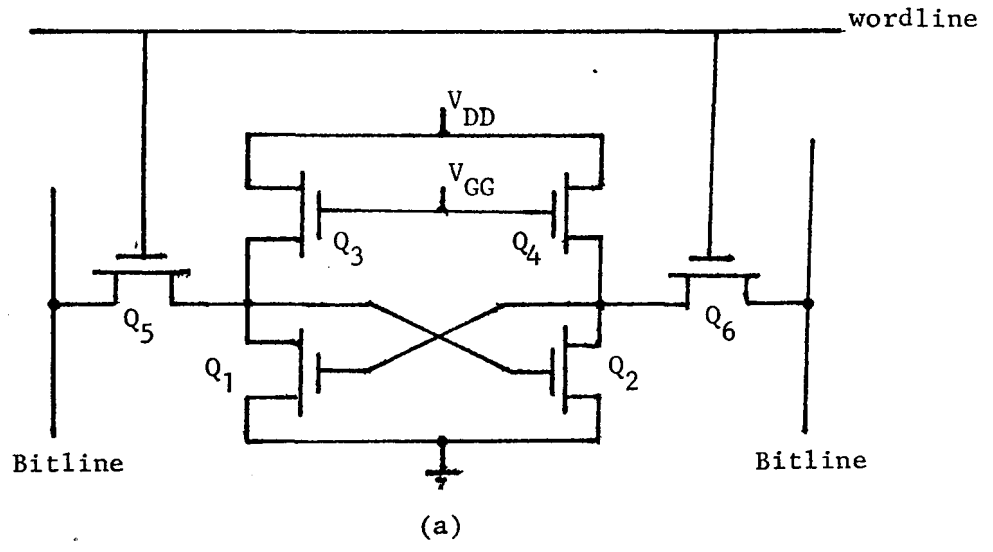 wordline
V_DD
V_GG
Q_3
Q_4
Q_5
Q_6
Q_1
Q_2
Bitline
Bitline
(a)